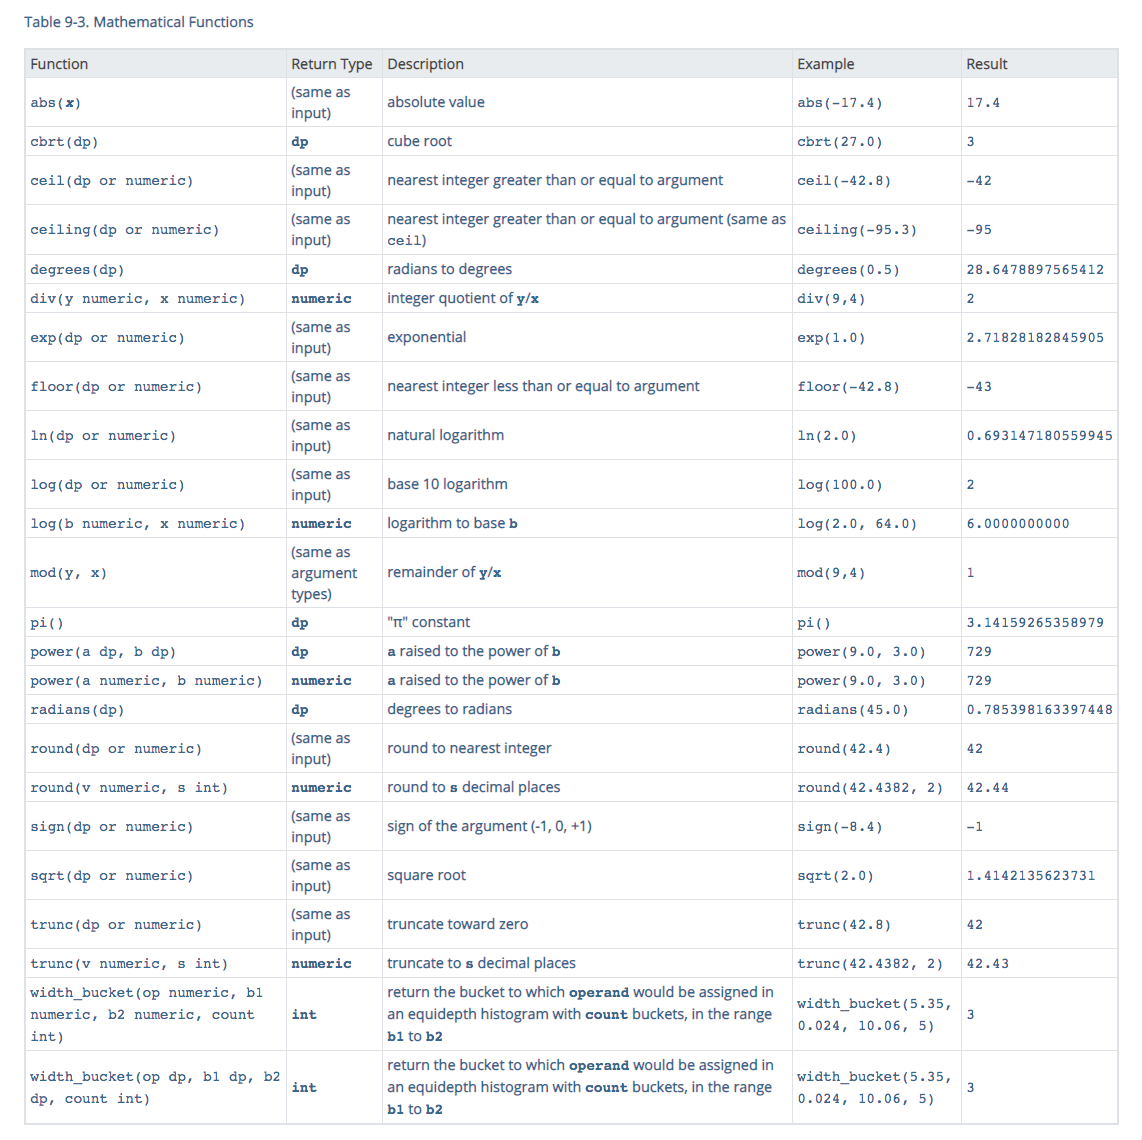 Table 9-3. Mathematical Functions
Function Return Type Description Example Result
abs(x) (same as input) absolute value abs(-17.4) 17.4
cbrt(dp) dp cube root cbrt(27.0) 3
ceil(dp or numeric) (same as input) nearest integer greater than or equal to argument ceil(-42.8) -42
ceiling(dp or numeric) (same as input) nearest integer greater than or equal to argument (same as ceil) ceiling(-95.3) -95
degrees(dp) dp radians to degrees degrees(0.5) 28.6478897565412
div(y numeric, x numeric) numeric integer quotient of y/x div(9,4) 2
exp(dp or numeric) (same as input) exponential exp(1.0) 2.71828182845905
floor(dp or numeric) (same as input) nearest integer less than or equal to argument floor(-42.8) -43
ln(dp or numeric) (same as input) natural logarithm ln(2.0) 0.693147180559945
log(dp or numeric) (same as input) base 10 logarithm log(100.0) 2
log(b numeric, x numeric) numeric logarithm to base b log(2.0, 64.0) 6.0000000000
mod(y, x) (same as argument types) remainder of y/x mod(9,4) 1
pi() dp "π" constant pi() 3.14159265358979
power(a dp, b dp) dp a raised to the power of b power(9.0, 3.0) 729
power(a numeric, b numeric) numeric a raised to the power of b power(9.0, 3.0) 729
radians(dp) dp degrees to radians radians(45.0) 0.785398163397448
round(dp or numeric) (same as input) round to nearest integer round(42.4) 42
round(v numeric, s int) numeric round to s decimal places round(42.4382, 2) 42.44
sign(dp or numeric) (same as input) sign of the argument (-1, 0, +1) sign(-8.4) -1
sqrt(dp or numeric) (same as input) square root sqrt(2.0) 1.4142135623731
trunc(dp or numeric) (same as input) truncate toward zero trunc(42.8) 42
trunc(v numeric, s int) numeric truncate to s decimal places trunc(42.4382, 2) 42.43
width_bucket(op numeric, b1 numeric, b2 numeric, count int) int return the bucket to which operand would be assigned in an equidepth histogram with count buckets, in the range b1 to b2 width_bucket(5.35, 0.024, 10.06, 5) 3
width_bucket(op dp, b1 dp, b2 dp, count int) int return the bucket to which operand would be assigned in an equidepth histogram with count buckets, in the range b1 to b2 width_bucket(5.35, 0.024, 10.06, 5) 3